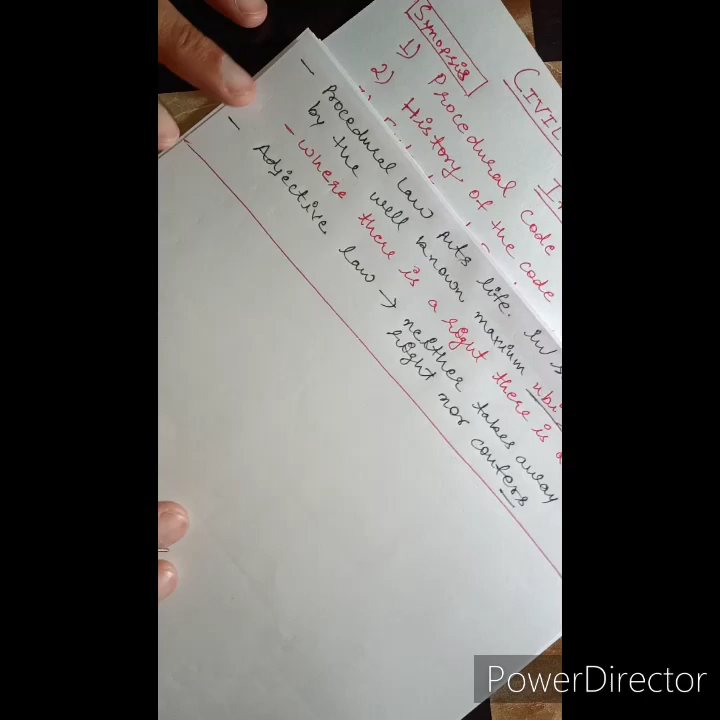 CIVIL
Synopsis
1) Procedural Code
2) History of the code
- Procedural law puts life. in
by the well known maxium ubi
- where there is a right there is a
- Adjective law → neither takes away
right nor confers
PowerDirector